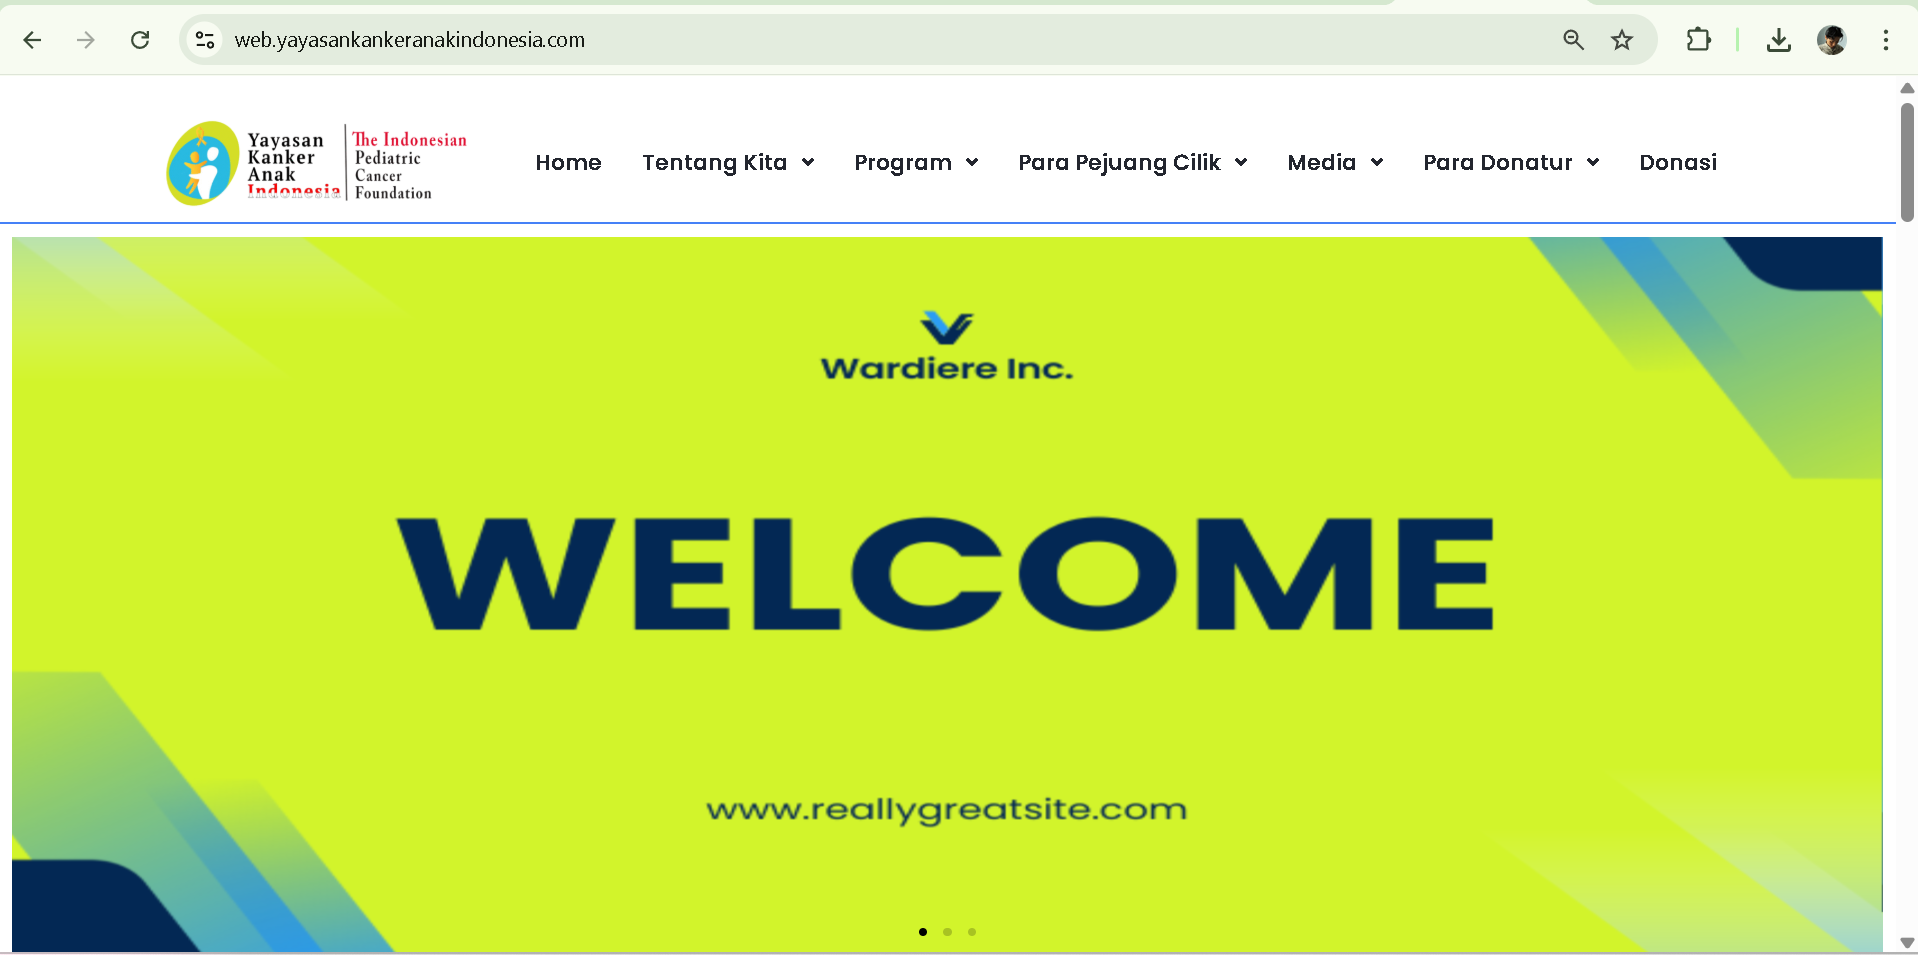 web.yayasankankeranakindonesia.com
Yayasan
Kanker
Anak
Indonesia
The Indonesian
Pediatric
Cancer
Foundation
Home
Tentang Kita
Program
Para Pejuang Cilik
Media
Para Donatur
Donasi
Wardiere Inc.
WELCOME
www.reallygreatsite.com